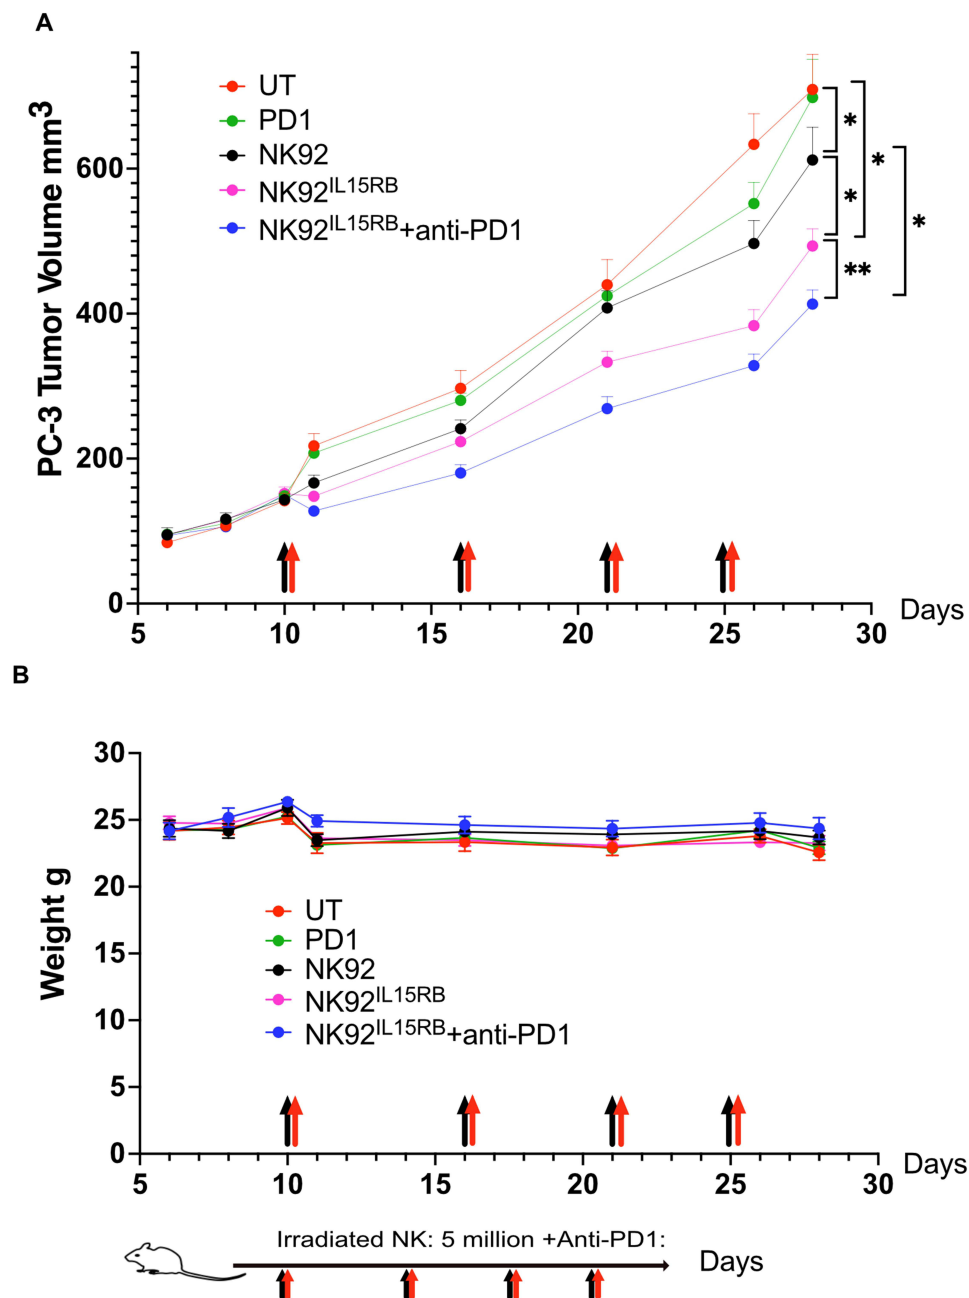 A
PC-3 Tumor Volume mm3
UT
PD1
NK92
NK92IL15RB
NK92IL15RB+anti-PD1
600
400
200
0
*
*
*
*
**
5 10 15 20 25 30 Days
B
Weight g
30
25
20
15
10
5
0
UT
PD1
NK92
NK92IL15RB
NK92IL15RB+anti-PD1
5 10 15 20 25 30 Days
Irradiated NK: 5 million +Anti-PD1:
Days